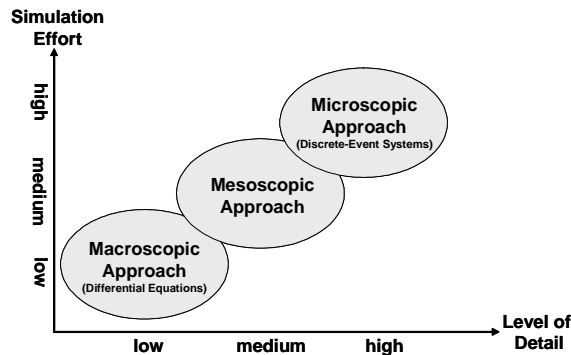 Simulation
Effort
high
medium
low
Microscopic
Approach
(Discrete-Event Systems)
Mesoscopic
Approach
Macroscopic
Approach
(Differential Equations)
low
medium
high
Level of
Detail